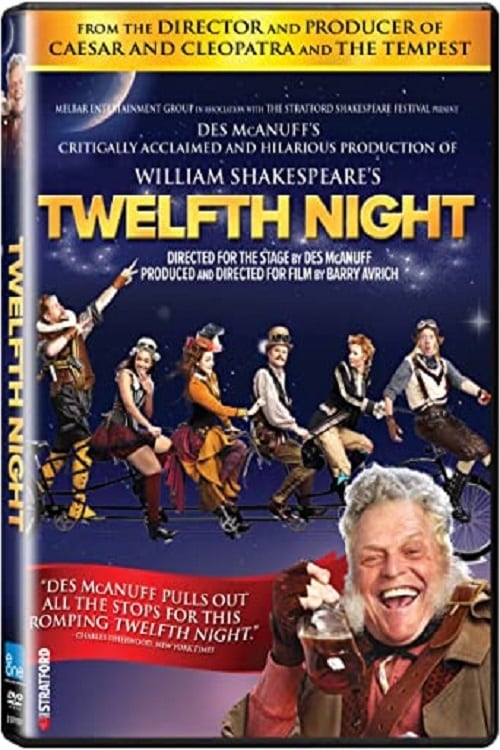 FROM THE DIRECTOR AND PRODUCER OF
CAESAR AND CLEOPATRA AND THE TEMPEST
MELBAR ENTERTAINMENT GROUP IN ASSOCIATION WITH THE STRATFORD SHAKESPEARE FESTIVAL PRESENT
DES McANUFF'S
CRITICALLY ACCLAIMED AND HILARIOUS PRODUCTION OF
WILLIAM SHAKESPEARE'S
TWELFTH NIGHT
DIRECTED FOR THE STAGE BY DES McANUFF
PRODUCED AND DIRECTED FOR FILM BY BARRY AVRICH
"DES McANUFF PULLS OUT
ALL THE STOPS FOR THIS
ROMPING TWELFTH NIGHT."
- CHARLES ISHERWOOD, NEW YORK TIMES
STRATFORD
TWELFTH NIGHT
eone
DVD